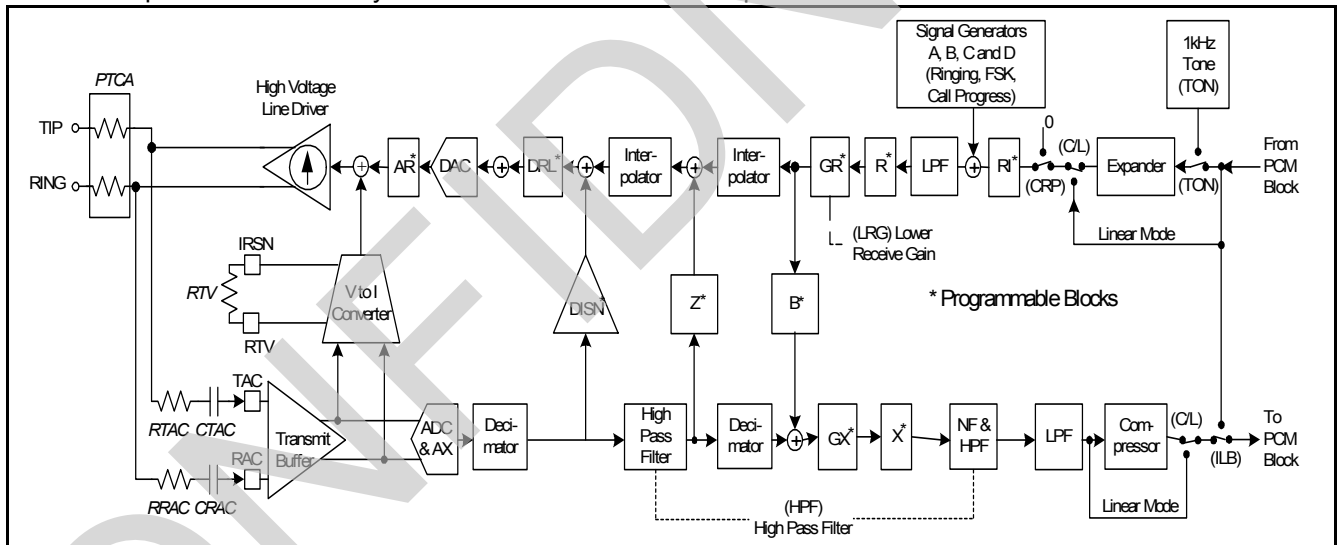 Signal Generators
A, B, C and D
(Ringing, FSK,
Call Progress)
1kHz
Tone
(TON)
PTCA
High Voltage
Line Driver
TIP
RING
AR*
DAC
DRL*
Inter-
polator
Inter-
polator
GR*
R*
LPF
RI*
0
(C/L)
(CRP)
Expander
(TON)
From
PCM
Block
(LRG) Lower
Receive Gain
Linear Mode
IRSN
RTV
RTV
V to I
Converter
DISN*
Z*
B*
* Programmable Blocks
TAC
RTAC CTAC
Transmit
Buffer
RAC
RRAC CRAC
ADC
& AX
Deci-
mator
High
Pass
Filter
Deci-
mator
GX*
X*
NF &
HPF
LPF
Com-
pressor
(C/L)
(ILB)
To
PCM
Block
(HPF)
High Pass Filter
Linear Mode